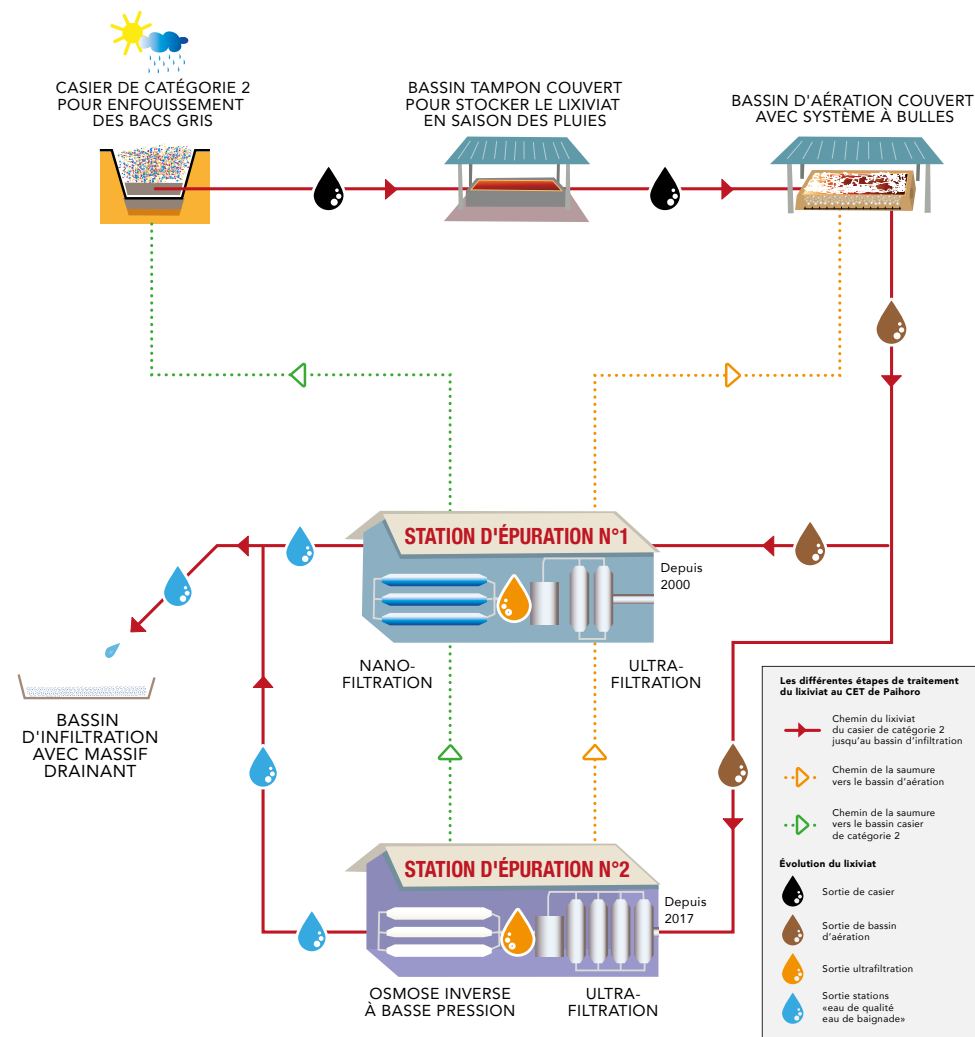 CASIER DE CATÉGORIE 2
POUR ENFOUISSEMENT
DES BACS GRIS
BASSIN TAMPON COUVERT
POUR STOCKER LE LIXIVIAT
EN SAISON DES PLUIES
BASSIN D'AÉRATION COUVERT
AVEC SYSTÈME À BULLES
STATION D'ÉPURATION N°1
Depuis
2000
NANO-
FILTRATION
ULTRA-
FILTRATION
BASSIN
D'INFILTRATION
AVEC MASSIF
DRAINANT
STATION D'ÉPURATION N°2
Depuis
2017
OSMOSE INVERSE
À BASSE PRESSION
ULTRA-
FILTRATION
Les différentes étapes de traitement
du lixiviat au CET de Paihoro
Chemin du lixiviat
du casier de catégorie 2
jusqu'au bassin d'infiltration
Chemin de la saumure
vers le bassin d'aération
Chemin de la saumure
vers le bassin casier
de catégorie 2
Évolution du lixiviat
Sortie de casier
Sortie de bassin
d'aération
Sortie ultrafiltration
Sortie stations
«eau de qualité
eau de baignade»